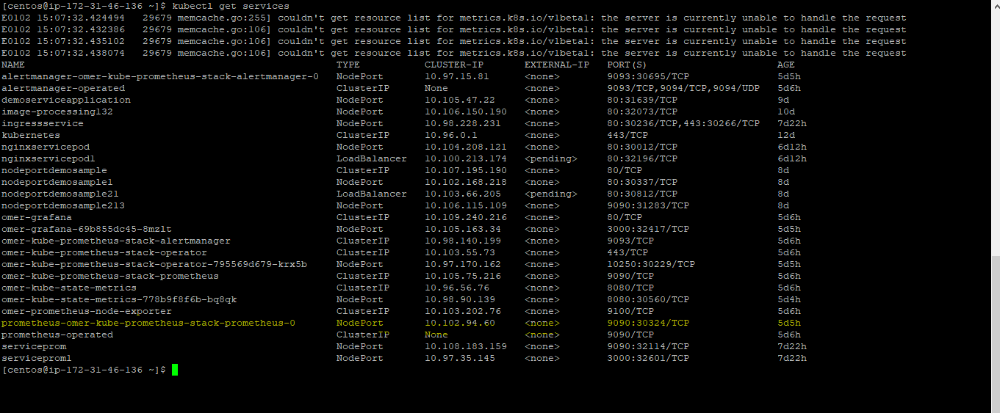 [centos@ip-172-31-46-136 ~]$ kubectl get services
E0102 15:07:32.424494   29679 memcache.go:255] couldn't get resource list for metrics.k8s.io/v1beta1: the server is currently unable to handle the request
E0102 15:07:32.432386   29679 memcache.go:106] couldn't get resource list for metrics.k8s.io/v1beta1: the server is currently unable to handle the request
E0102 15:07:32.435102   29679 memcache.go:106] couldn't get resource list for metrics.k8s.io/v1beta1: the server is currently unable to handle the request
E0102 15:07:32.438074   29679 memcache.go:106] couldn't get resource list for metrics.k8s.io/v1beta1: the server is currently unable to handle the request
NAME TYPE CLUSTER-IP EXTERNAL-IP PORT(S) AGE
alertmanager-omer-kube-prometheus-stack-alertmanager-0 NodePort 10.97.15.81 <none> 9093:30695/TCP 5d5h
alertmanager-operated ClusterIP None <none> 9093/TCP,9094/TCP,9094/UDP 5d6h
demoserviceapplication NodePort 10.105.47.22 <none> 80:31639/TCP 9d
image-processing132 NodePort 10.106.150.190 <none> 80:32073/TCP 10d
ingressservice NodePort 10.98.228.231 <none> 80:30236/TCP,443:30266/TCP 7d22h
kubernetes ClusterIP 10.96.0.1 <none> 443/TCP 12d
nginxservicepod NodePort 10.104.208.121 <none> 80:30012/TCP 6d12h
nginxservicepod1 LoadBalancer 10.100.213.174 <pending> 80:32196/TCP 6d12h
nodeportdemosample ClusterIP 10.107.195.190 <none> 80/TCP 8d
nodeportdemosample1 NodePort 10.102.168.218 <none> 80:30337/TCP 8d
nodeportdemosample21 LoadBalancer 10.103.66.205 <pending> 80:30812/TCP 8d
nodeportdemosample213 NodePort 10.106.115.109 <none> 9090:31283/TCP 8d
omer-grafana ClusterIP 10.109.240.216 <none> 80/TCP 5d6h
omer-grafana-69b855dc45-8mzlt NodePort 10.105.163.34 <none> 3000:32417/TCP 5d5h
omer-kube-prometheus-stack-alertmanager ClusterIP 10.98.140.199 <none> 9093/TCP 5d6h
omer-kube-prometheus-stack-operator ClusterIP 10.103.55.73 <none> 443/TCP 5d6h
omer-kube-prometheus-stack-operator-795569d679-krx5b NodePort 10.97.170.162 <none> 10250:30229/TCP 5d5h
omer-kube-prometheus-stack-prometheus ClusterIP 10.105.75.216 <none> 9090/TCP 5d6h
omer-kube-state-metrics ClusterIP 10.96.56.76 <none> 8080/TCP 5d6h
omer-kube-state-metrics-778b9f8f6b-bq8qk NodePort 10.98.90.139 <none> 8080:30560/TCP 5d4h
omer-prometheus-node-exporter ClusterIP 10.103.202.76 <none> 9100/TCP 5d6h
prometheus-omer-kube-prometheus-stack-prometheus-0 NodePort 10.102.94.60 <none> 9090:30324/TCP 5d5h
prometheus-operated ClusterIP None <none> 9090/TCP 5d6h
serviceprom NodePort 10.108.183.159 <none> 9090:32114/TCP 7d22h
serviceprom1 NodePort 10.97.35.145 <none> 3000:32601/TCP 7d22h
[centos@ip-172-31-46-136 ~]$